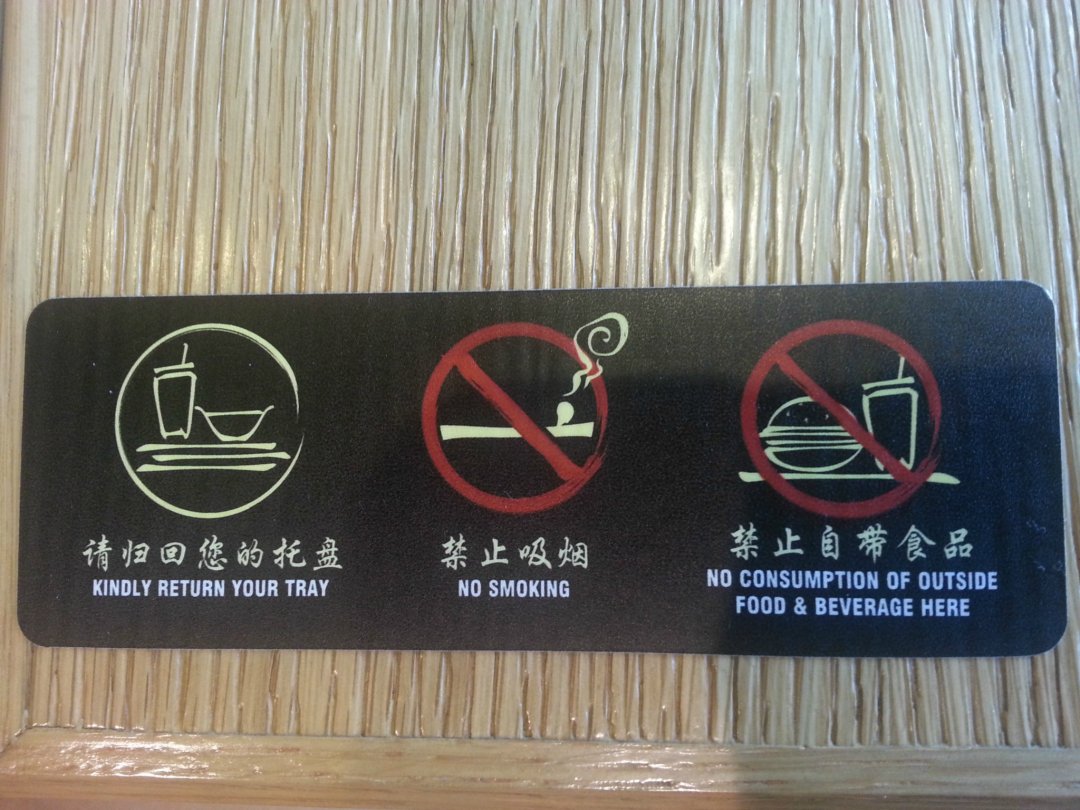 请归回您的托盘
KINDLY RETURN YOUR TRAY
禁止吸烟
NO SMOKING
禁止自带食品
NO CONSUMPTION OF OUTSIDE
FOOD & BEVERAGE HERE